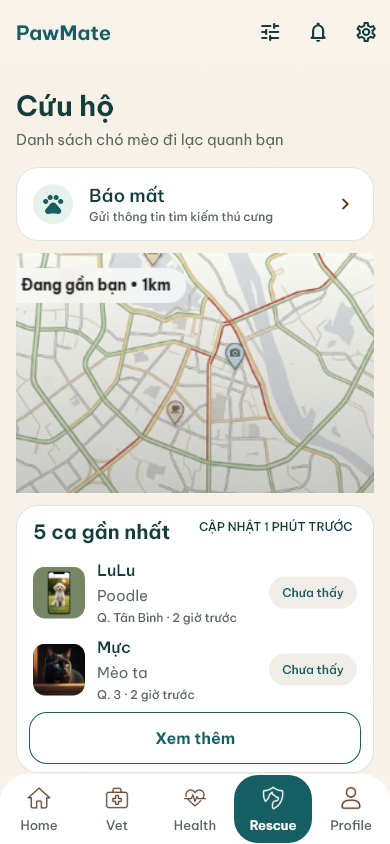 PawMate
Cứu hộ
Danh sách chó mèo đi lạc quanh bạn
Báo mất
Gửi thông tin tìm kiếm thú cưng
Đang gần bạn • 1km
5 ca gần nhất
CẬP NHẬT 1 PHÚT TRƯỚC
LuLu
Poodle
Q. Tân Bình · 2 giờ trước
Chưa thấy
Mực
Mèo ta
Q. 3 · 2 giờ trước
Chưa thấy
Xem thêm
Home
Vet
Health
Rescue
Profile